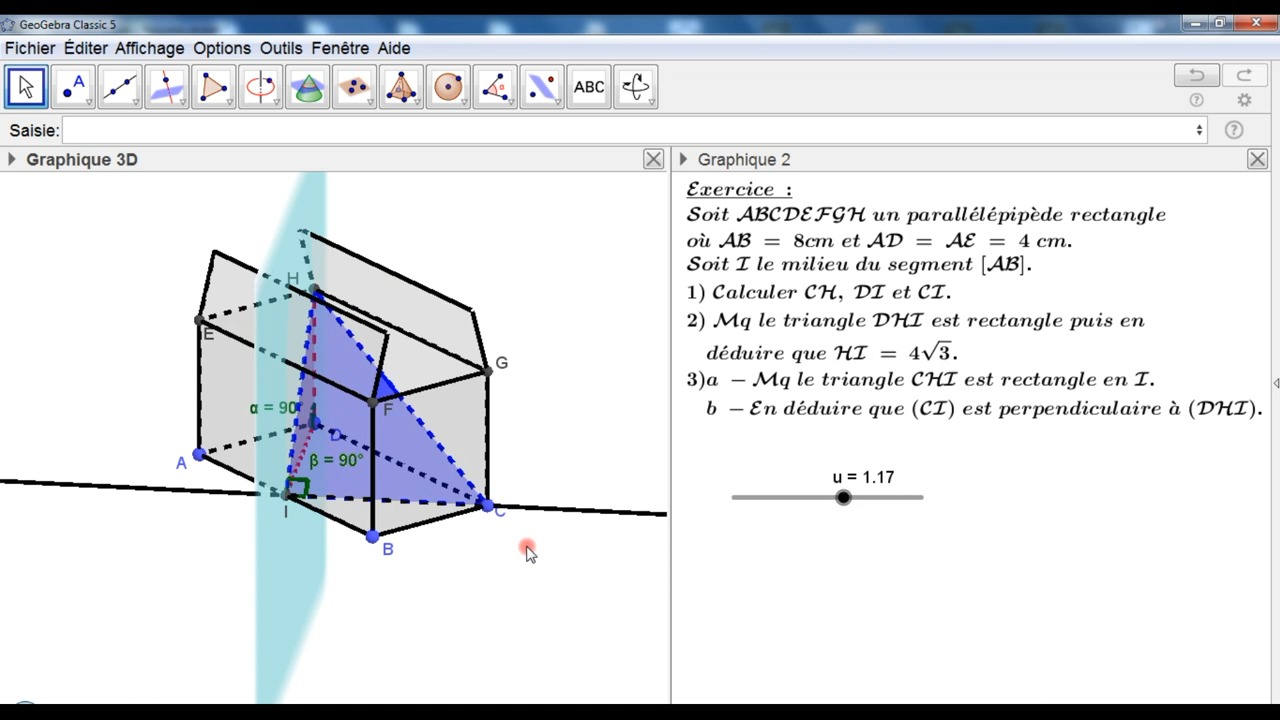 GeoGebra Classic 5
Fichier Éditer Affichage Options Outils Fenêtre Aide
A
ABC
Saisie:
Graphique 3D
Graphique 2
Exercice :
Soit ABCDEFGH un parallélépipède rectangle
où AB = 8cm et AD = AE = 4 cm.
Soit I le milieu du segment [AB].
1) Calculer CH, DI et CI.
2) Mq le triangle DHI est rectangle puis en
déduire que HI = 4√3.
3)a - Mq le triangle CHI est rectangle en I.
b - En déduire que (CI) est perpendiculaire à (DHI).
u = 1.17
H
E
G
F
α = 90°
D
A
β = 90°
I
C
B